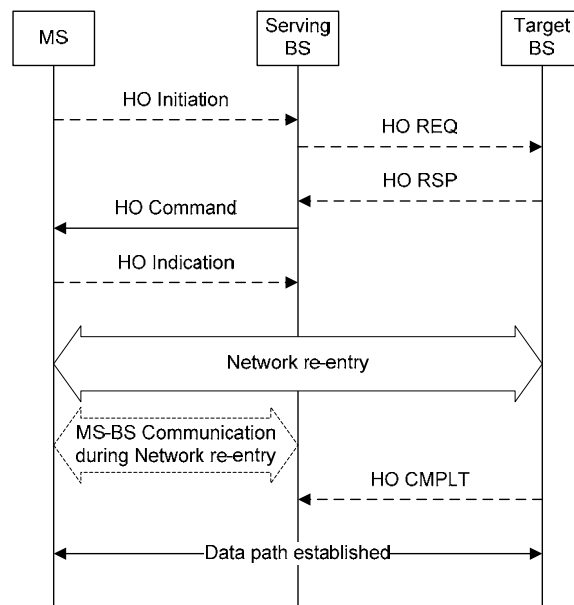 MS
Serving
BS
Target
BS
HO Initiation
HO REQ
HO RSP
HO Command
HO Indication
Network re-entry
MS-BS Communication
during Network re-entry
HO CMPLT
Data path established